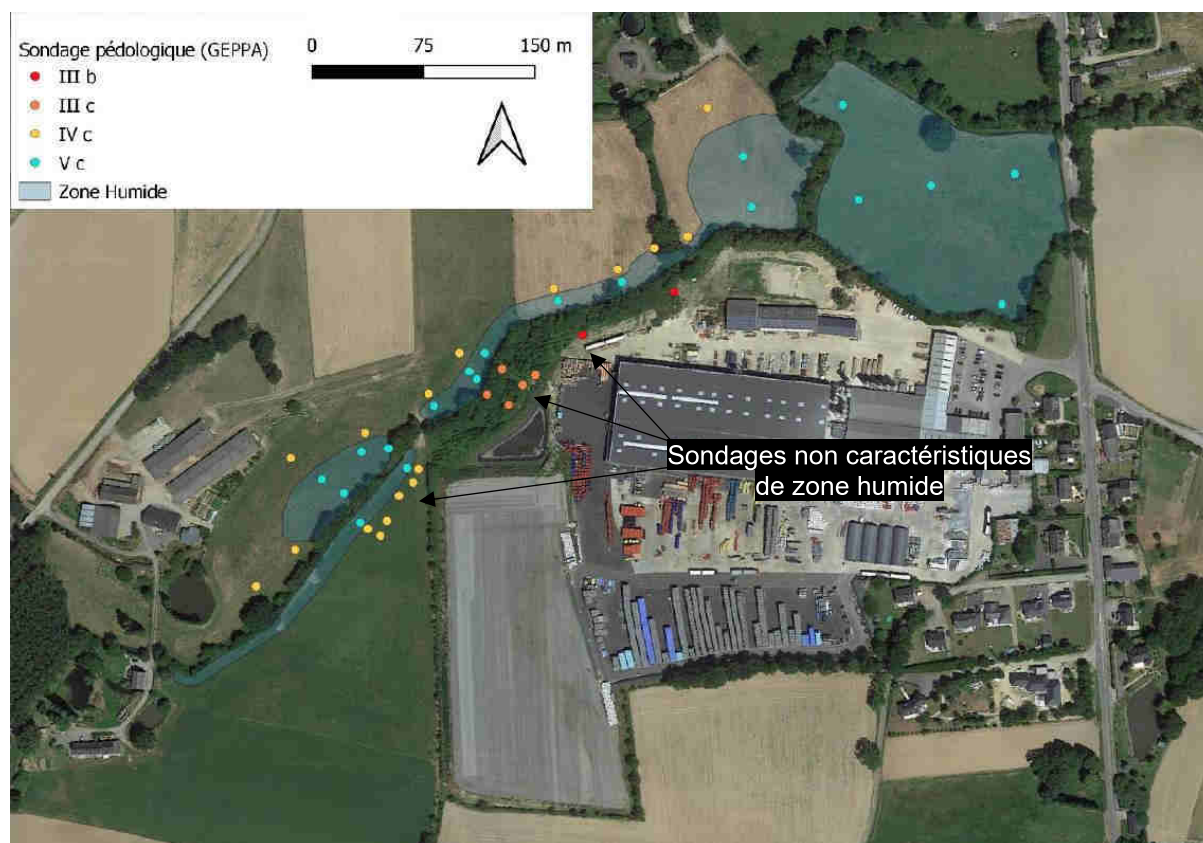 Sondage pédologique (GEPPA)
III b
III c
IV c
V c
Zone Humide
0 75 150 m
Sondages non caractéristiques
de zone humide